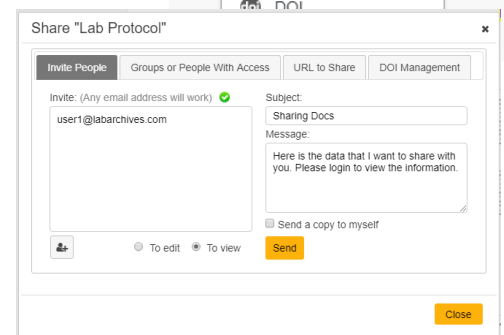 doi DOI
Share "Lab Protocol"
Invite People Groups or People With Access URL to Share DOI Management
Invite: (Any email address will work) Subject:
user1@labarchives.com Sharing Docs
Message:
Here is the data that I want to share with
you. Please login to view the information.
Send a copy to myself
To edit To view Send
Close